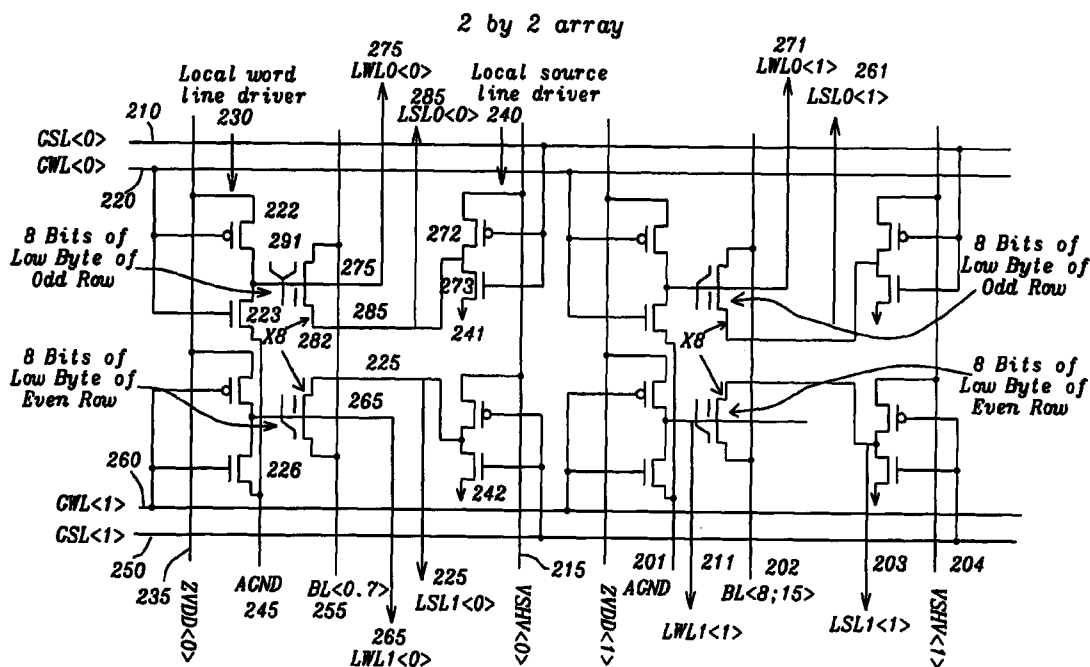 2 by 2 array
275
LWL0<0>
271
LWL0<1>
261
LSL0<1>
Local word
line driver
230
Local source
line driver
285
LSL0<0>
240
210
GSL<0>
GWL<0>
220
222
8 Bits of
Low Byte of
Odd Row
291
275
272
273
223
X8
282
285
241
X8
8 Bits of
Low Byte of
Odd Row
8 Bits of
Low Byte of
Even Row
225
265
226
242
8 Bits of
Low Byte of
Even Row
260
GWL<1>
GSL<1>
250
235
ZVDD<0>
AGND
245
BL<0.7>
255
265
LWL1<0>
225
LSL1<0>
215
VSHV<0>
ZVDD<1>
201
AGND
211
LWL1<1>
202
BL<8;15>
203
LSL1<1>
204
VSHV<1>